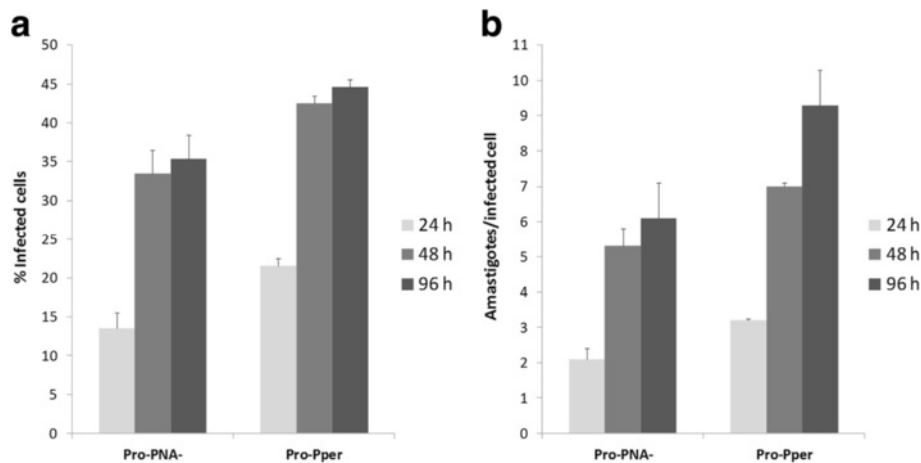 a
% Infected cells
50
45
40
35
30
25
20
15
10
5
0
Pro-PNA-
Pro-Pper
24 h
48 h
96 h
b
Amastigotes/infected cell
11
10
9
8
7
6
5
4
3
2
1
0
Pro-PNA-
Pro-Pper
24 h
48 h
96 h